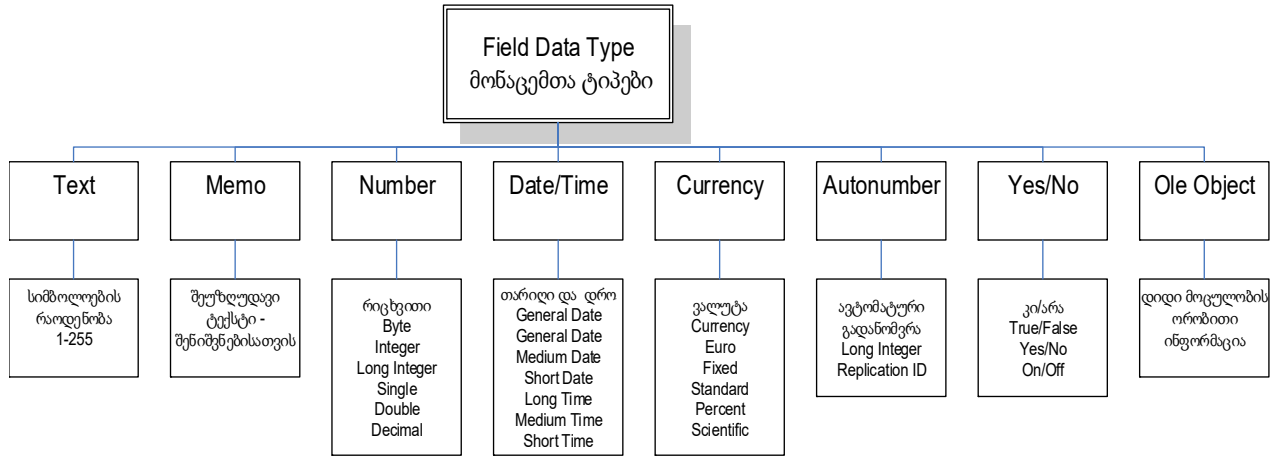 Field Data Type
მონაცემთა ტიპები
Text
Memo
Number
Date/Time
Currency
Autonumber
Yes/No
Ole Object
სიმბოლოების
რაოდენობა
1-255
შეუზღუდავი
ტექსტი -
შენიშვნებისათვის
რიცხვითი
Byte
Integer
Long Integer
Single
Double
Decimal
თარიღი და დრო
General Date
General Date
Medium Date
Short Date
Long Time
Medium Time
Short Time
ვალუტა
Currency
Euro
Fixed
Standard
Percent
Scientific
ავტომატური
გადანომვრა
Long Integer
Replication ID
კი/არა
True/False
Yes/No
On/Off
დიდი მოცულობის
ორობითი
ინფორმაცია